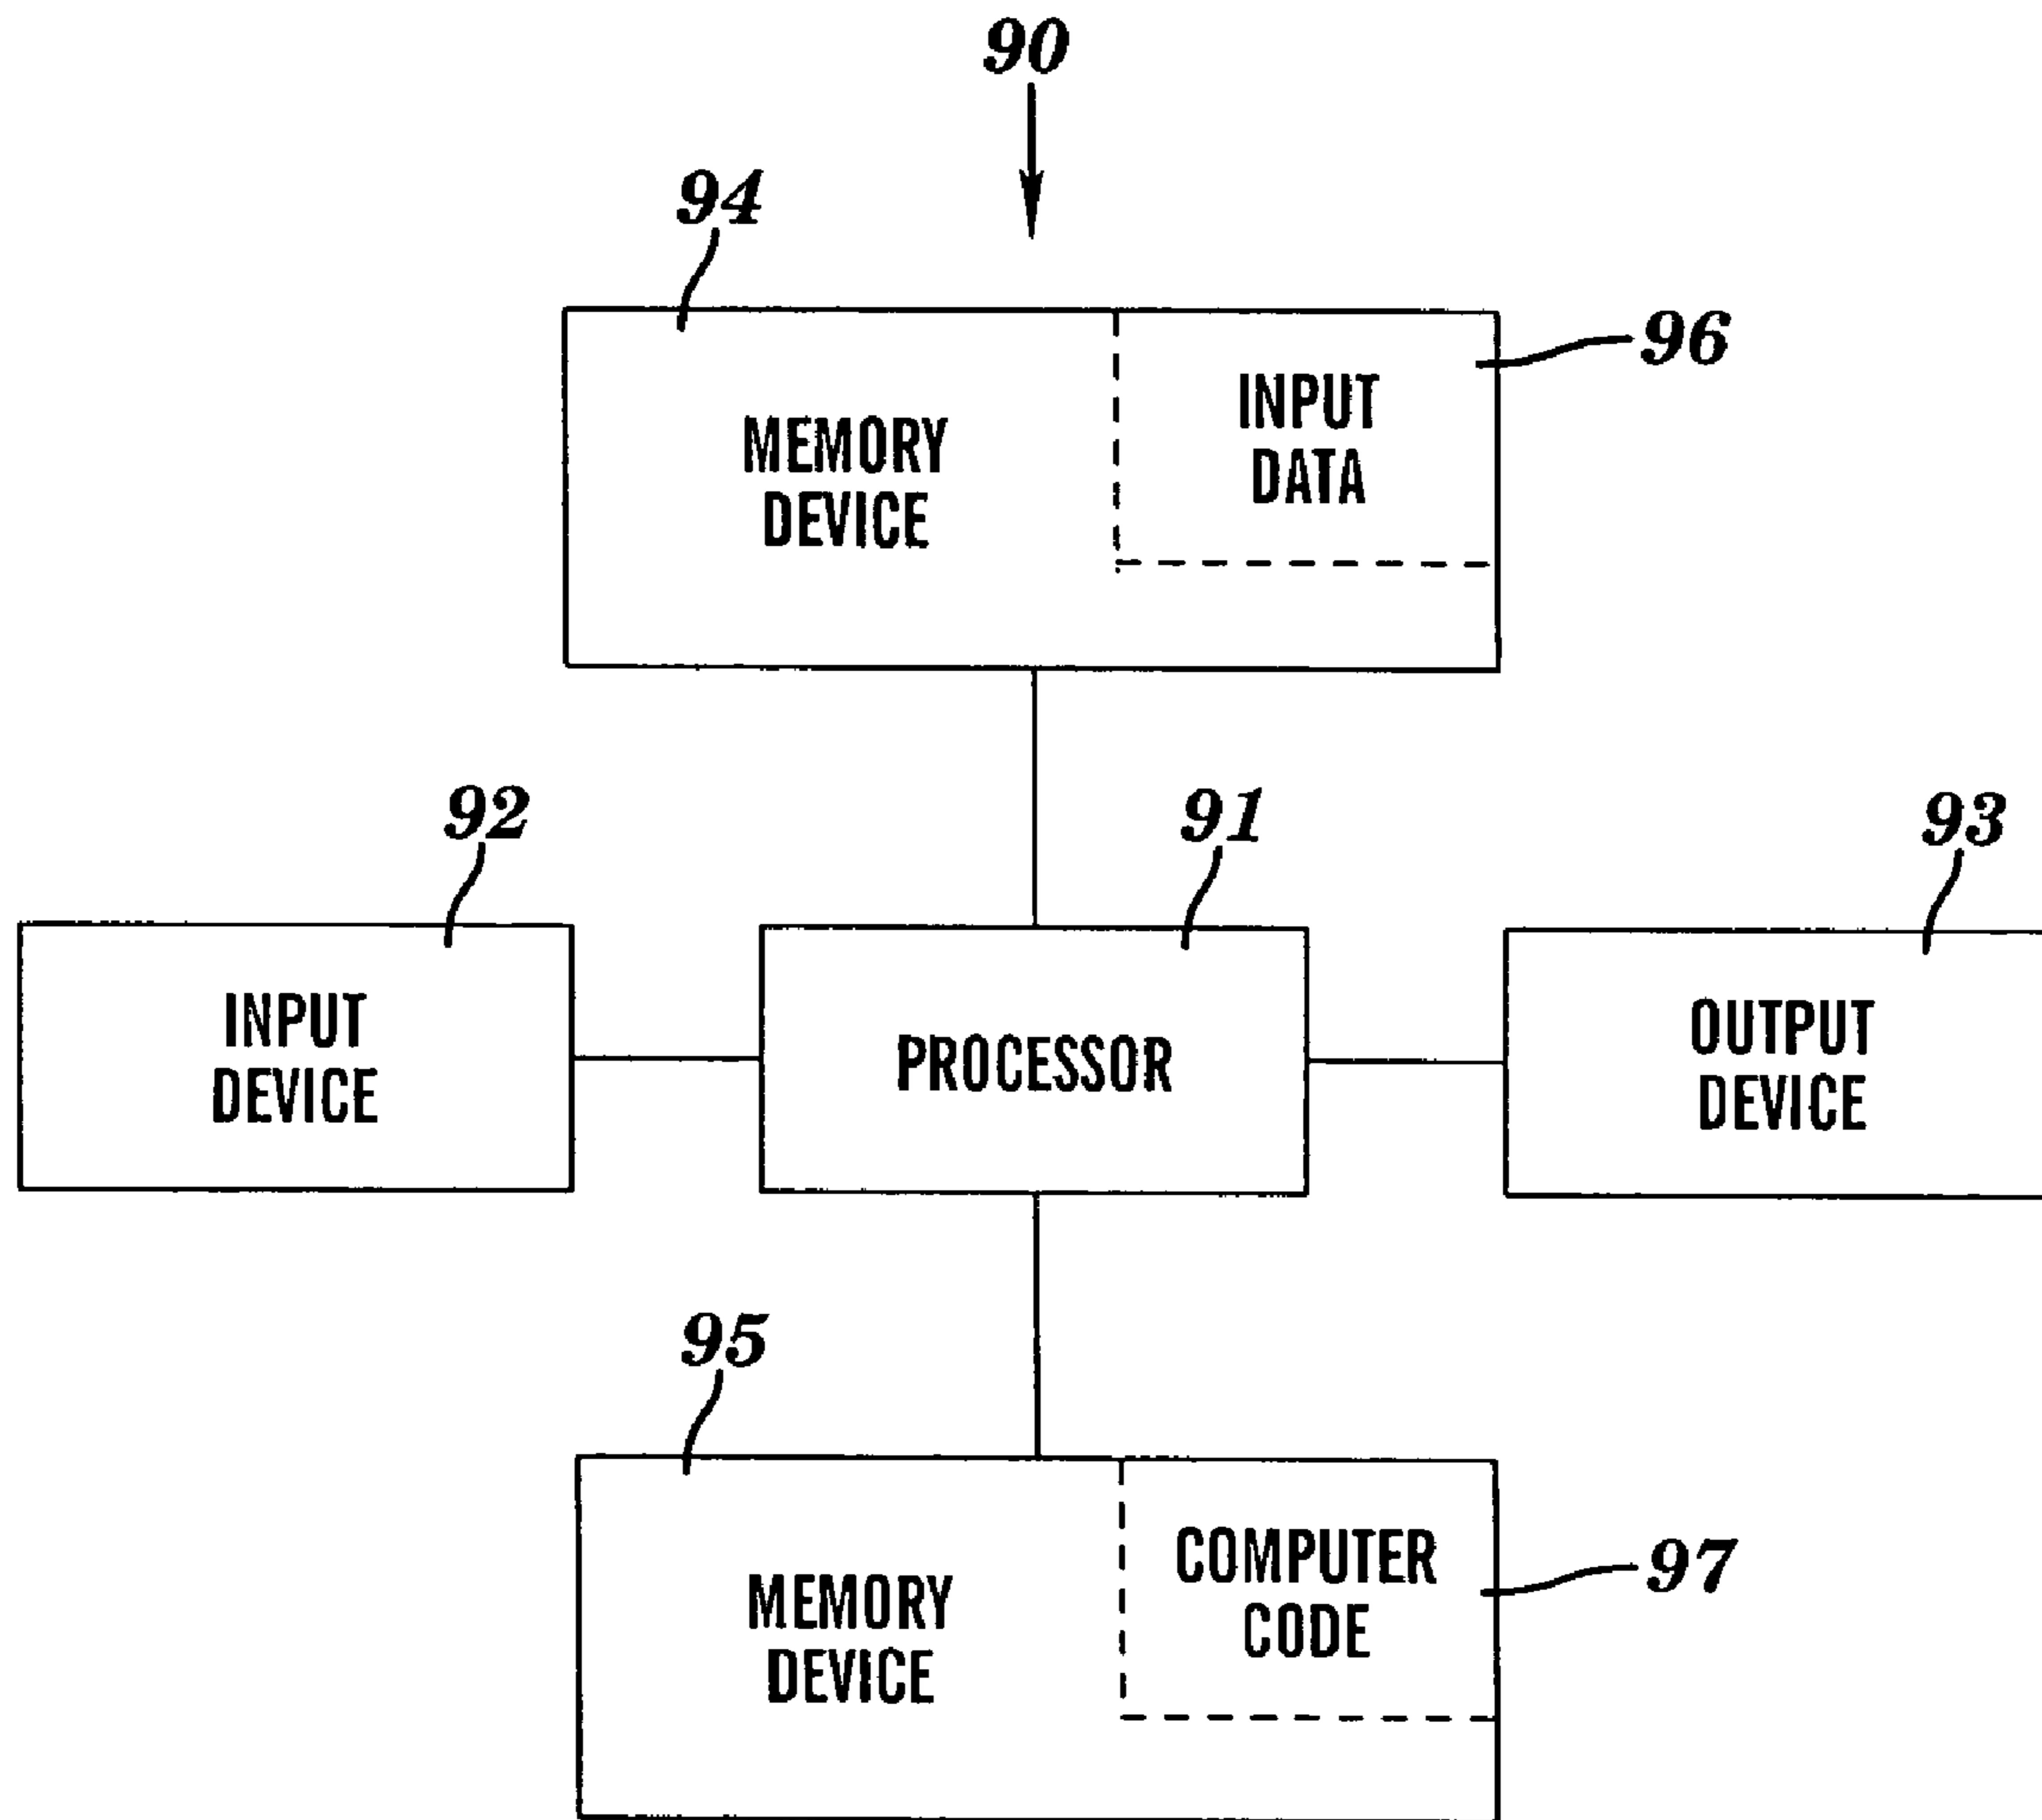 90
94
96
INPUT
DATA
MEMORY
DEVICE
92
91
93
INPUT
DEVICE
PROCESSOR
OUTPUT
DEVICE
95
COMPUTER
CODE
97
MEMORY
DEVICE